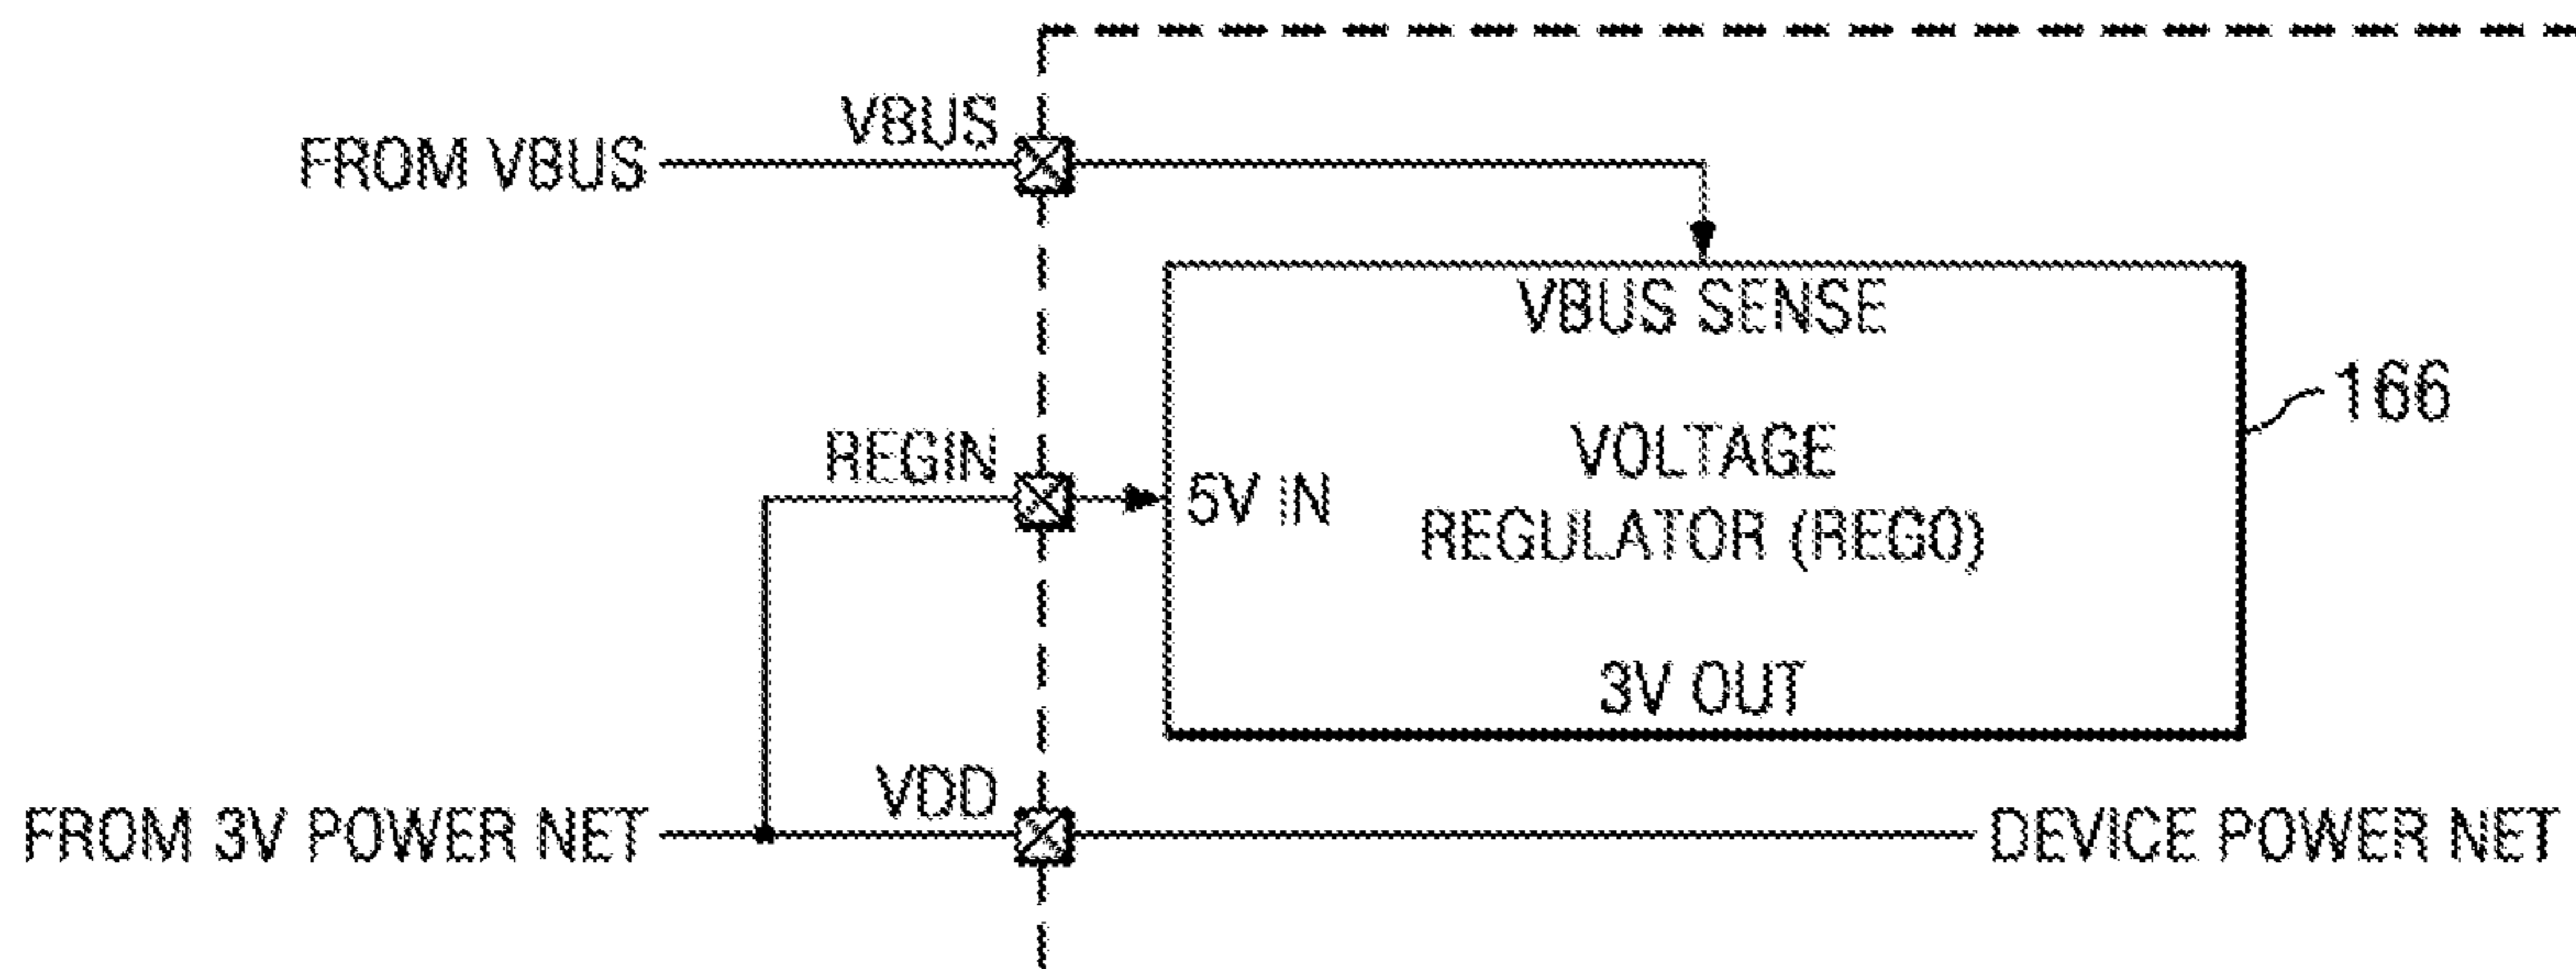 VBUS
FROM VBUS
VBUS SENSE
166
REGIN
VOLTAGE
5V IN
REGULATOR (REG0)
3V OUT
VDD
FROM 3V POWER NET
DEVICE POWER NET